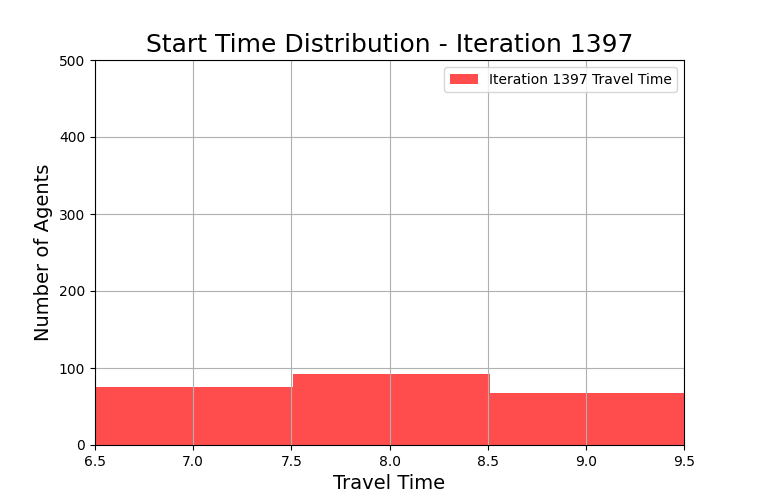 Start Time Distribution - Iteration 1397
500
Iteration 1397 Travel Time
400
300
200
100
0
Number of Agents
6.5 7.0 7.5 8.0 8.5 9.0 9.5
Travel Time